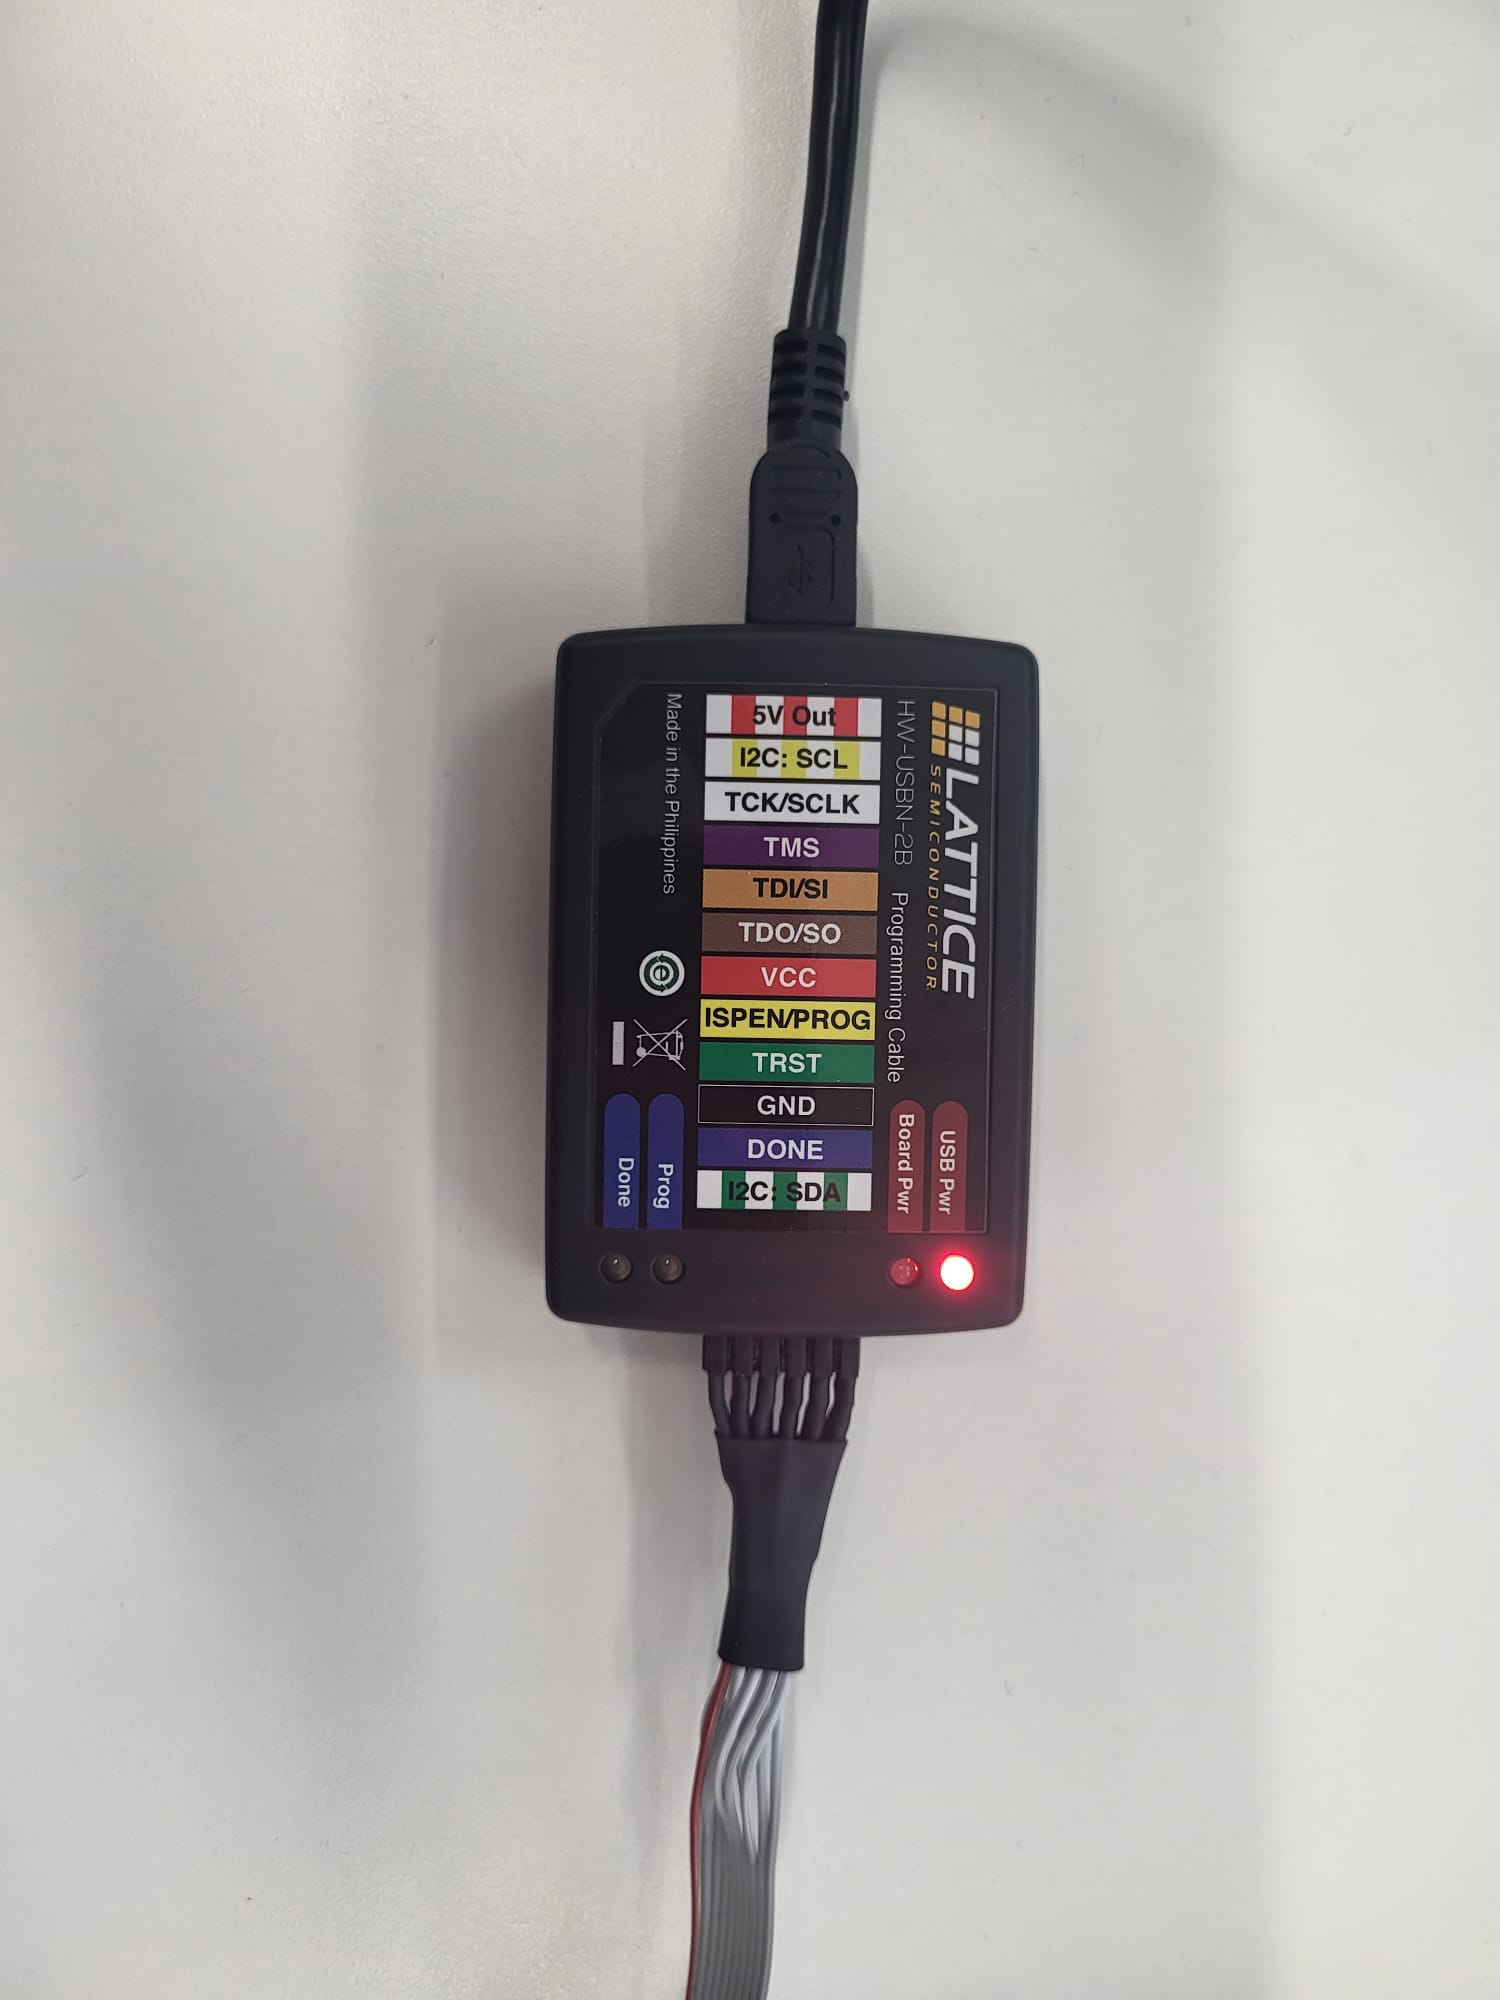 LATTICE
SEMICONDUCTOR
HW-USBN-2B Programming Cable
USB Pwr
Board Pwr
5V Out
I2C: SCL
TCK/SCLK
TMS
TDI/SI
TDO/SO
VCC
ISPEN/PROG
TRST
GND
DONE
I2C: SDA
Made in the Philippines
e
Prog
Done